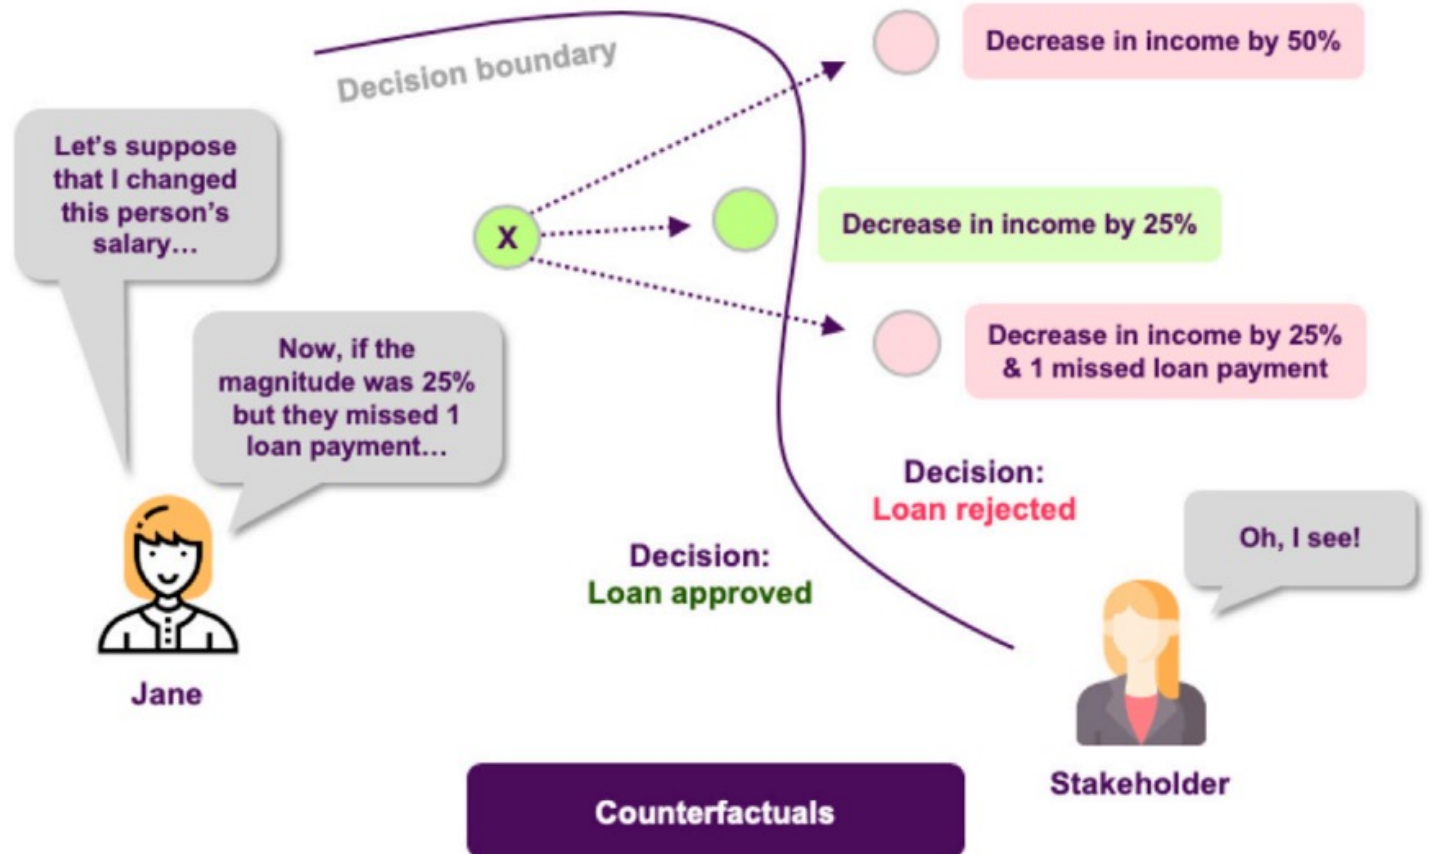 Decrease in income by 50%
Decision boundary
Let's suppose
that I changed
this person's
salary...
X
Decrease in income by 25%
Now, if the
magnitude was 25%
but they missed 1
loan payment...
Decrease in income by 25%
& 1 missed loan payment
Decision:
Loan rejected
Decision:
Loan approved
Oh, I see!
Jane
Stakeholder
Counterfactuals